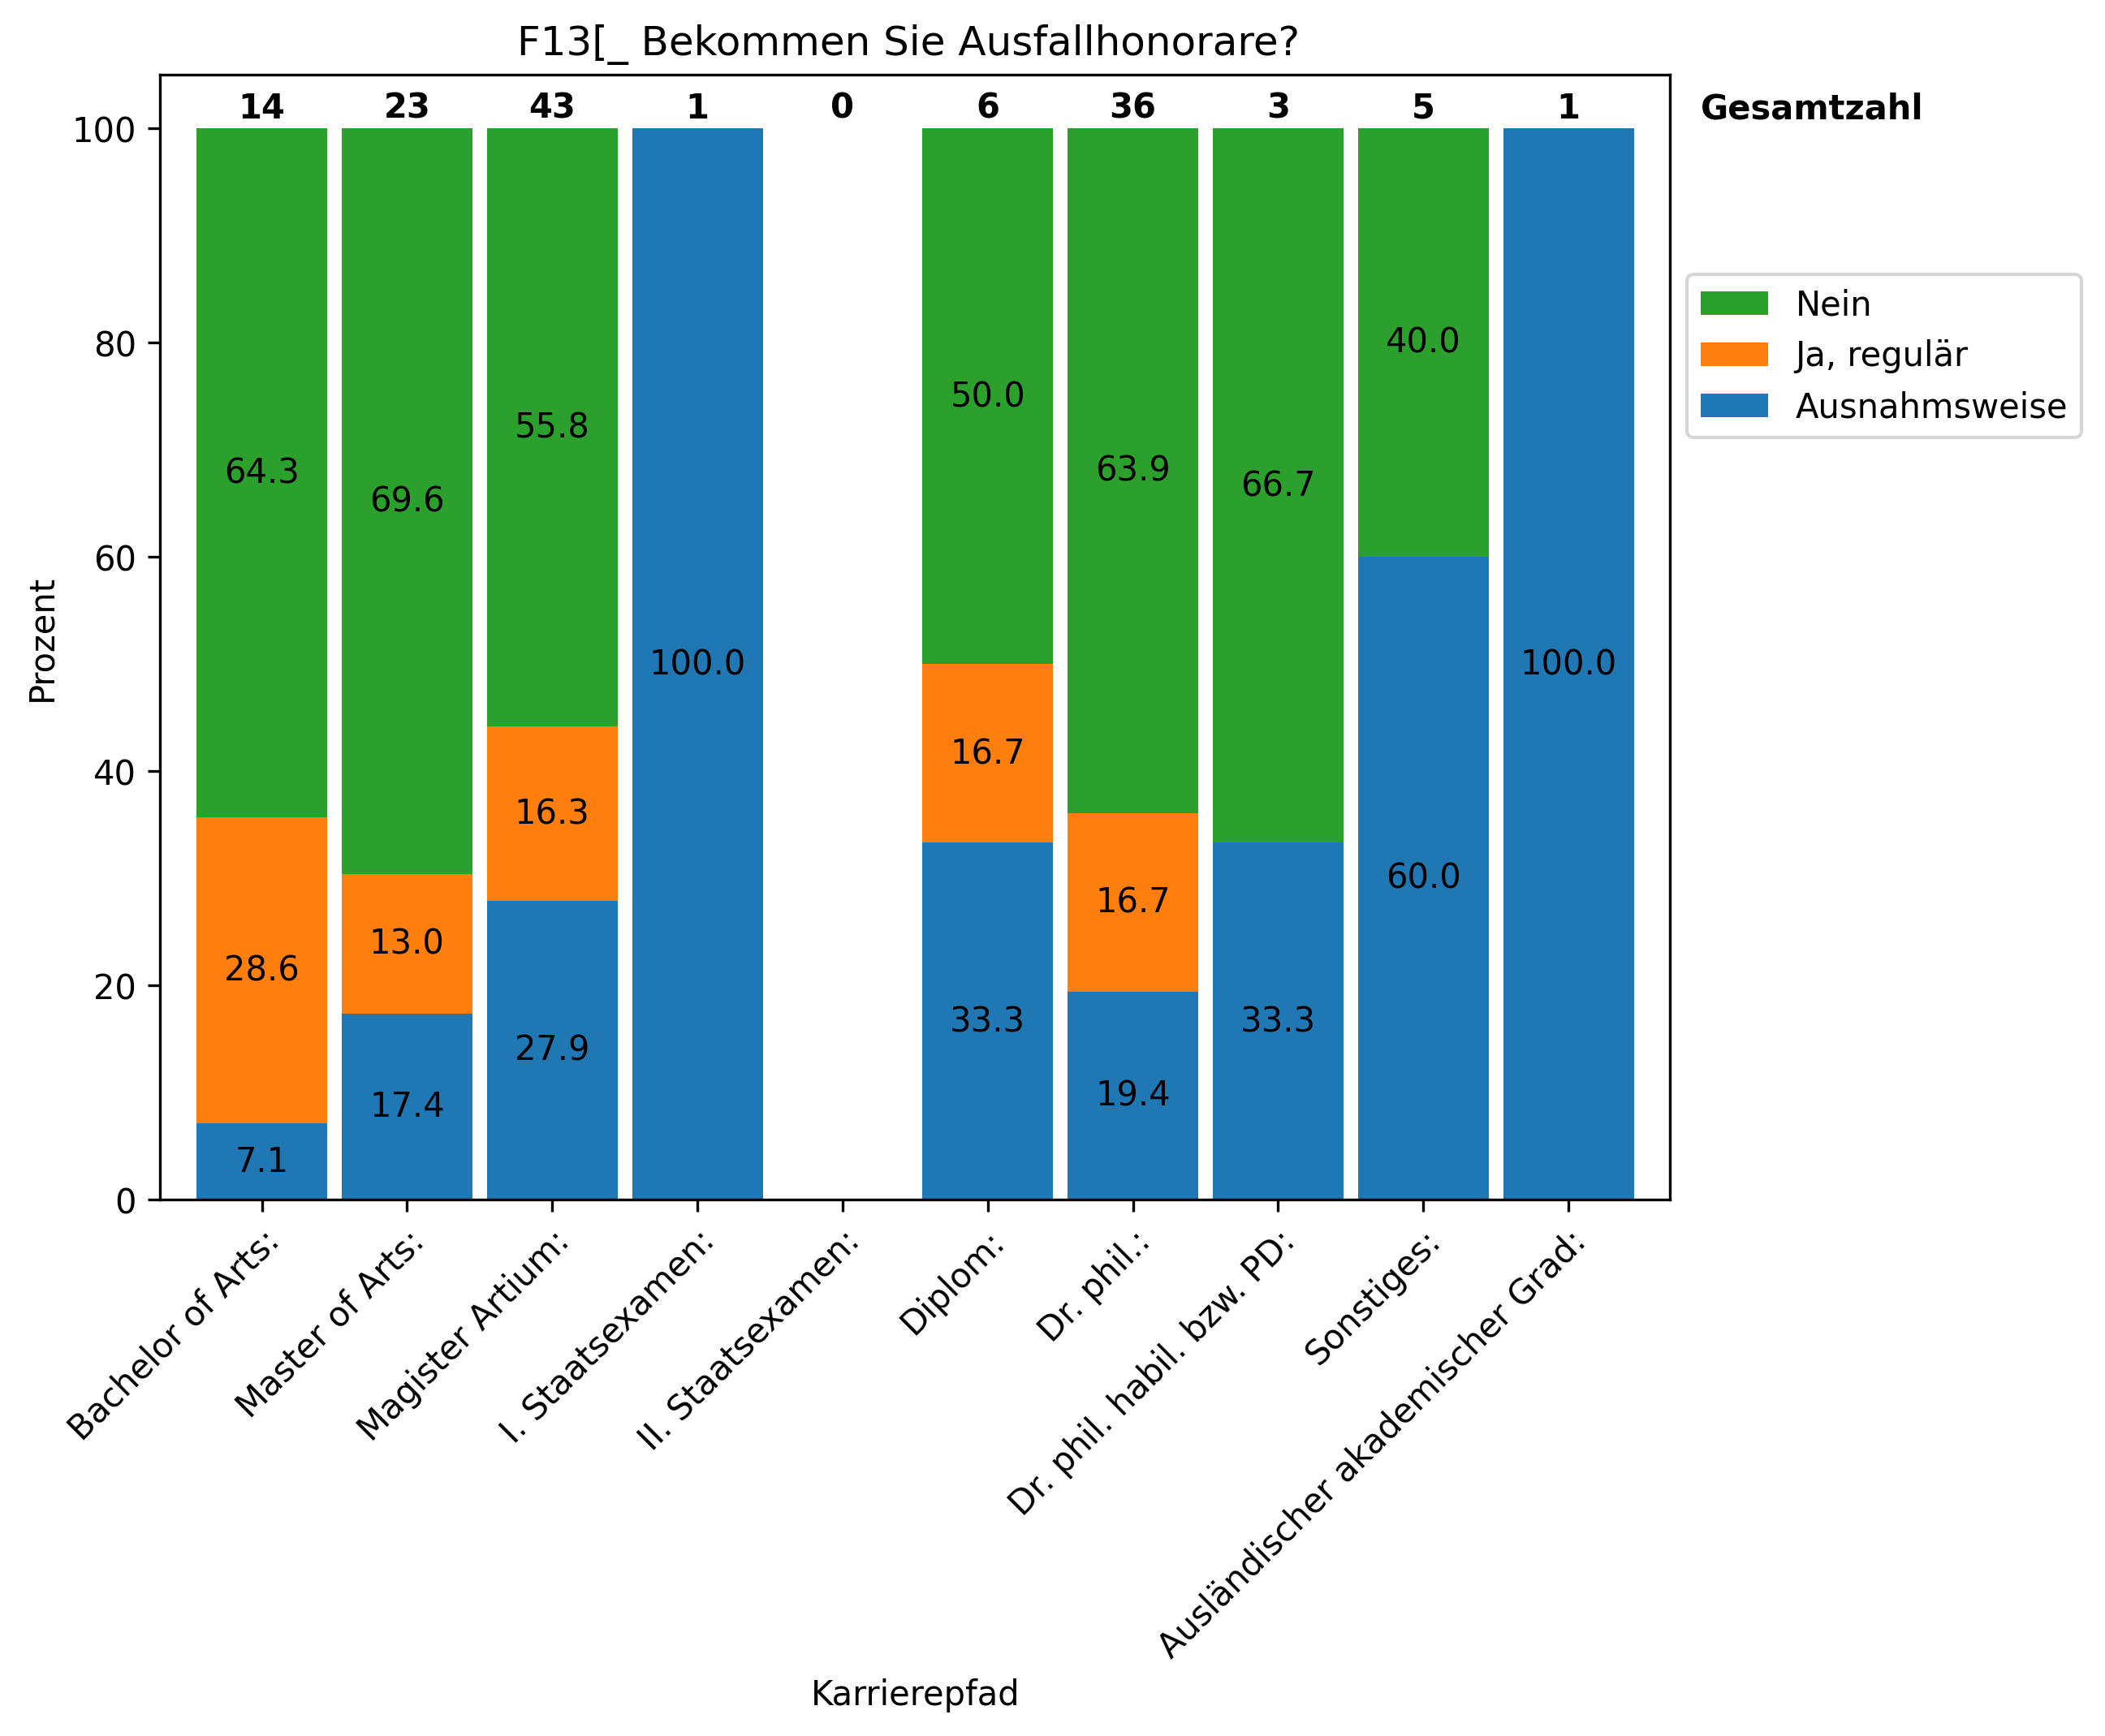 F13[_ Bekommen Sie Ausfallhonorare?
14 23 43 1 0 6 36 3 5 1 Gesamtzahl
Prozent
100
80
60
40
20
0
64.3
28.6
7.1
69.6
13.0
17.4
55.8
16.3
27.9
100.0
50.0
16.7
33.3
63.9
16.7
19.4
66.7
33.3
40.0
60.0
100.0
Nein
Ja, regulär
Ausnahmsweise
Bachelor of Arts:
Master of Arts:
Magister Artium:
I. Staatsexamen:
II. Staatsexamen:
Diplom:
Dr. phil.:
Dr. phil. habil. bzw. PD:
Sonstiges:
Ausländischer akademischer Grad:
Karrierepfad